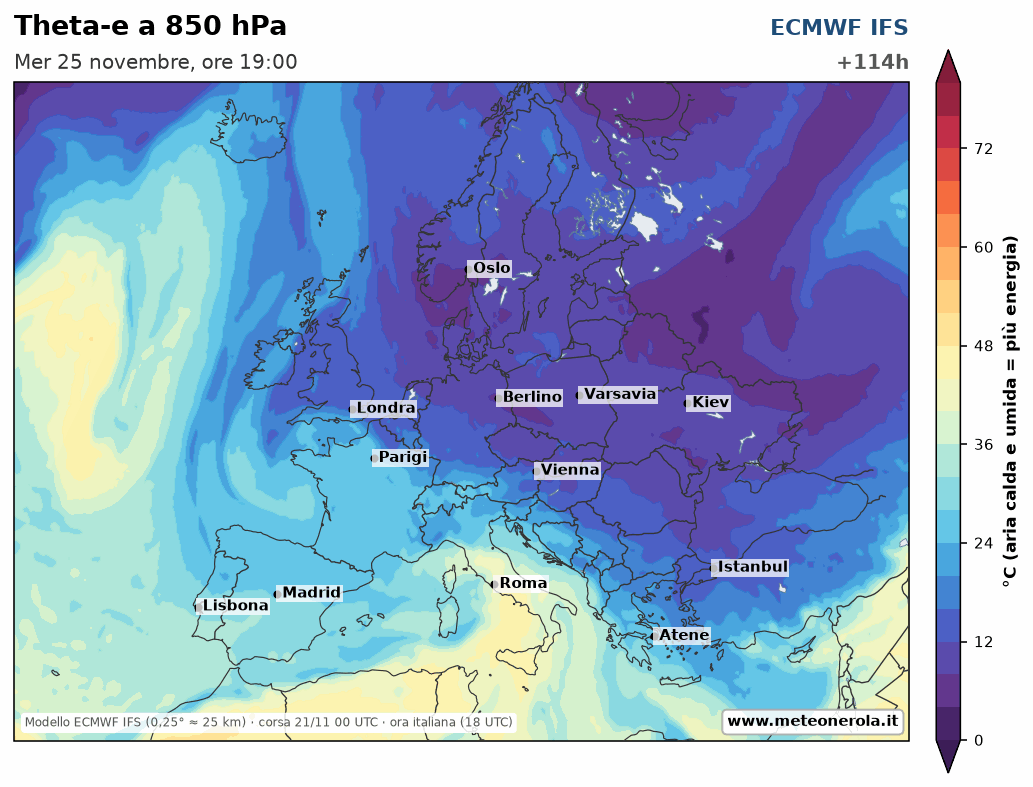 Theta-e a 850 hPa
ECMWF IFS
Mer 25 novembre, ore 19:00
+114h
72
60
48
36
24
12
0
°C (aria calda e umida = più energia)
Oslo
Berlino
Varsavia
Kiev
Londra
Parigi
Vienna
Istanbul
Roma
Madrid
Lisbona
Atene
Modello ECMWF IFS (0,25° ≈ 25 km) · corsa 21/11 00 UTC · ora italiana (18 UTC)
www.meteonerola.it